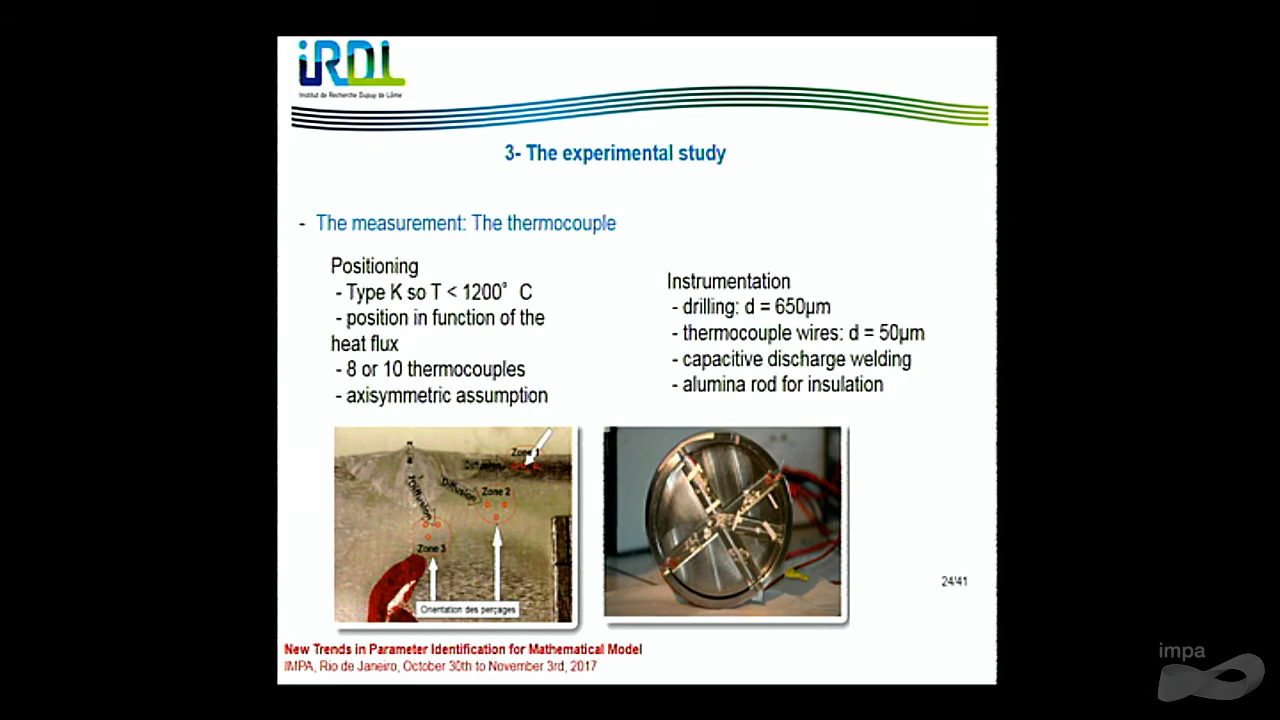 iRDL
Institut de Recherche Dupuy de Lôme
3- The experimental study
- The measurement: The thermocouple
Positioning
- Type K so T < 1200° C
- position in function of the
heat flux
- 8 or 10 thermocouples
- axisymmetric assumption
Instrumentation
- drilling: d = 650µm
- thermocouple wires: d = 50µm
- capacitive discharge welding
- alumina rod for insulation
Zone 1
Diffusion
Diffusion
Zone 2
Diffusion
Zone 3
Orientation des perçages
24/41
New Trends in Parameter Identification for Mathematical Model
IMPA, Rio de Janeiro, October 30th to November 3rd, 2017
impa